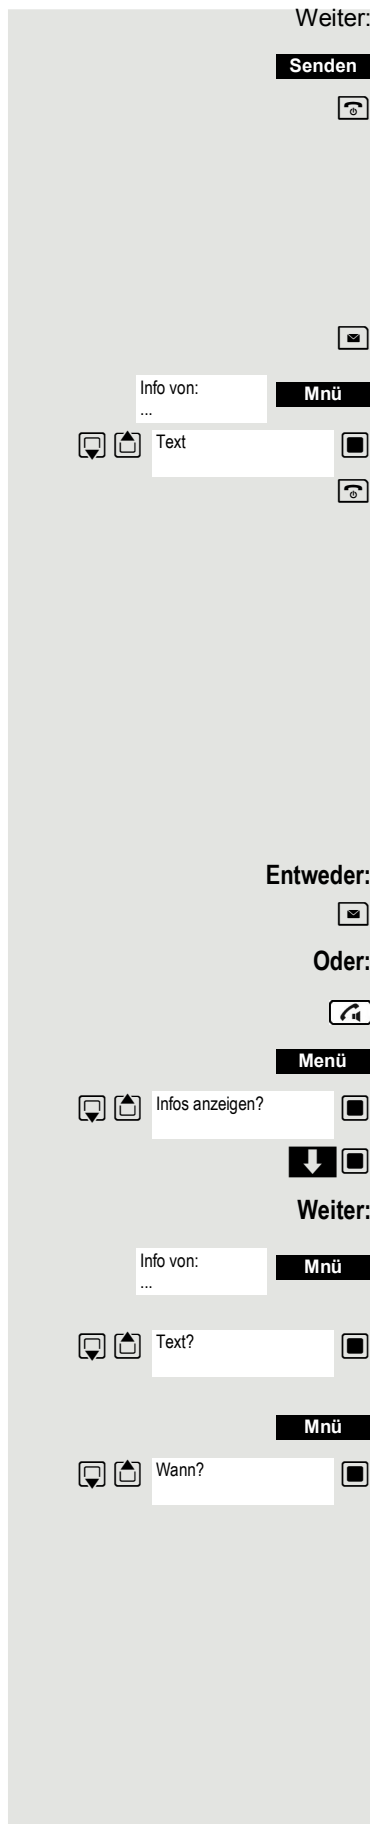 Weiter:
Senden
Info von:
...
Mnü
Text
Entweder:
Oder:
Menü
Infos anzeigen?
Weiter:
Info von:
...
Mnü
Text?
Mnü
Wann?